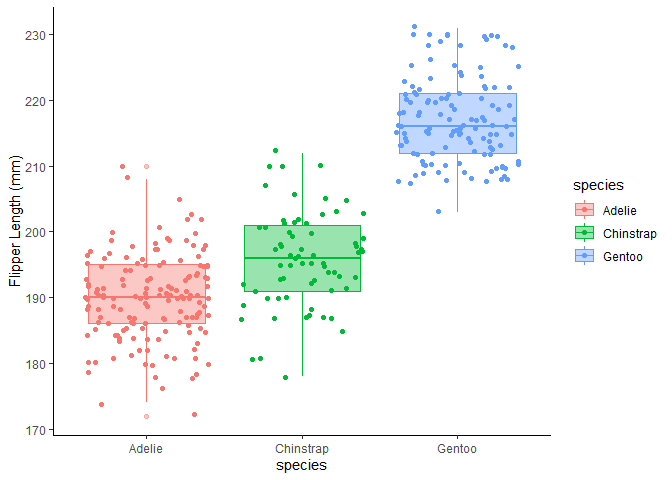 230
220
210
200
190
180
170
Flipper Length (mm)
Adelie
Chinstrap
Gentoo
species
species
Adelie
Chinstrap
Gentoo